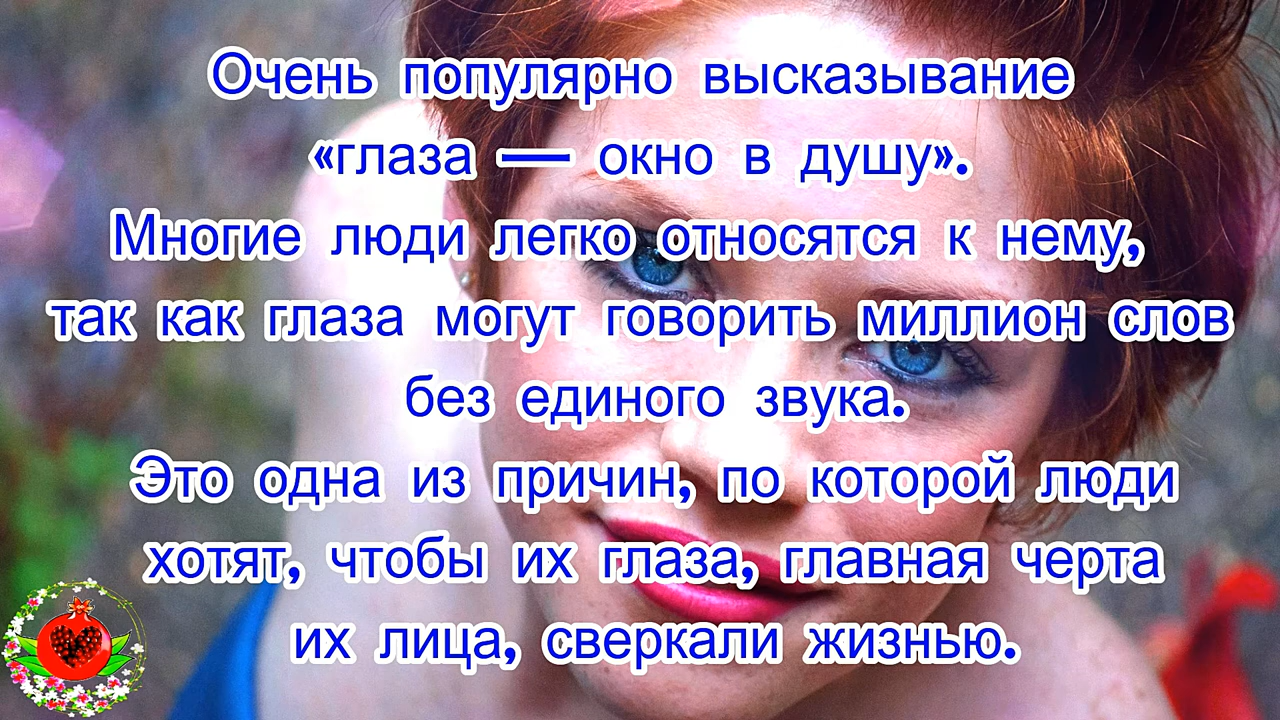 Очень популярно высказывание
«глаза — окно в душу».
Многие люди легко относятся к нему,
так как глаза могут говорить миллион слов
без единого звука.
Это одна из причин, по которой люди
хотят, чтобы их глаза, главная черта
их лица, сверкали жизнью.